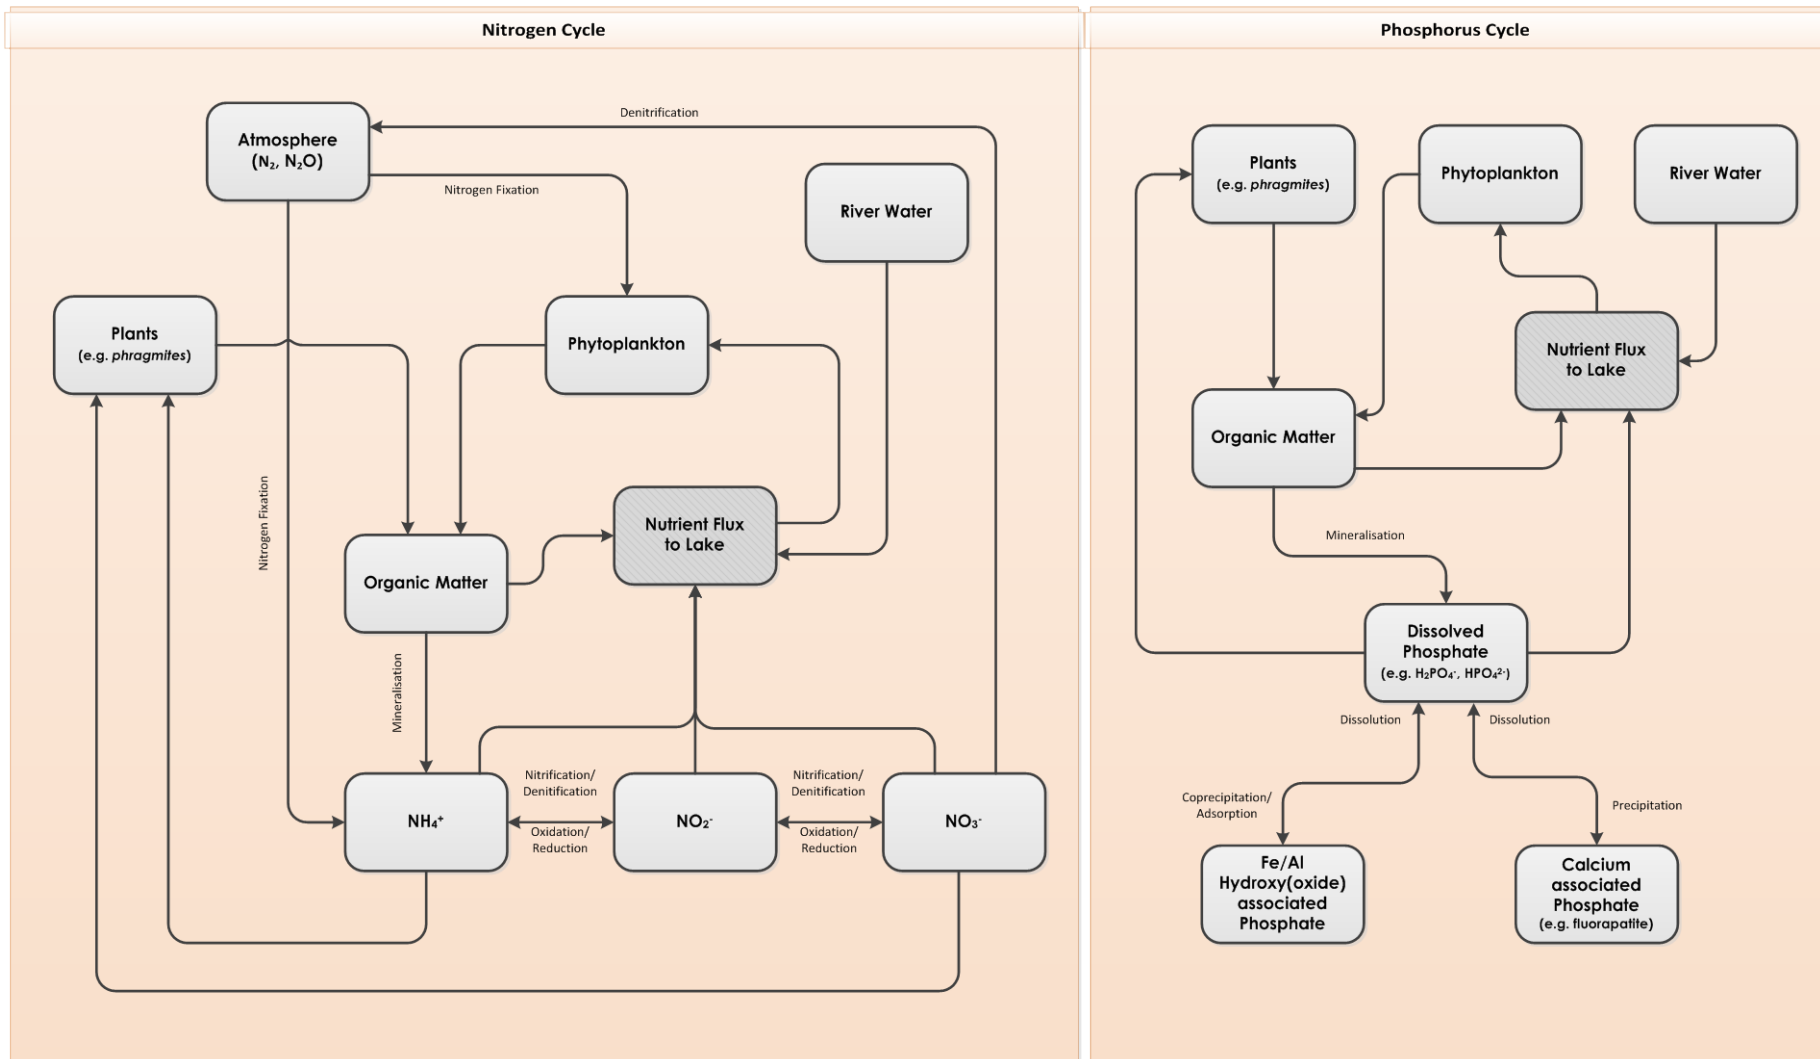 Nitrogen Cycle
Denitrification
Atmosphere
(N₂, N₂O)
Nitrogen Fixation
River Water
Plants
(e.g. phragmites)
Phytoplankton
Nitrogen Fixation
Nutrient Flux
to Lake
Organic Matter
Mineralisation
Nitrification/
Denitification
Nitrification/
Denitification
NH₄⁺
NO₂⁻
NO₃⁻
Oxidation/
Reduction
Oxidation/
Reduction
Phosphorus Cycle
Plants
(e.g. phragmites)
Phytoplankton
River Water
Nutrient Flux
to Lake
Organic Matter
Mineralisation
Dissolved
Phosphate
(e.g. H₂PO₄⁻, HPO₄²⁻)
Dissolution
Dissolution
Coprecipitation/
Adsorption
Precipitation
Fe/Al
Hydroxy(oxide)
associated
Phosphate
Calcium
associated
Phosphate
(e.g. fluorapatite)